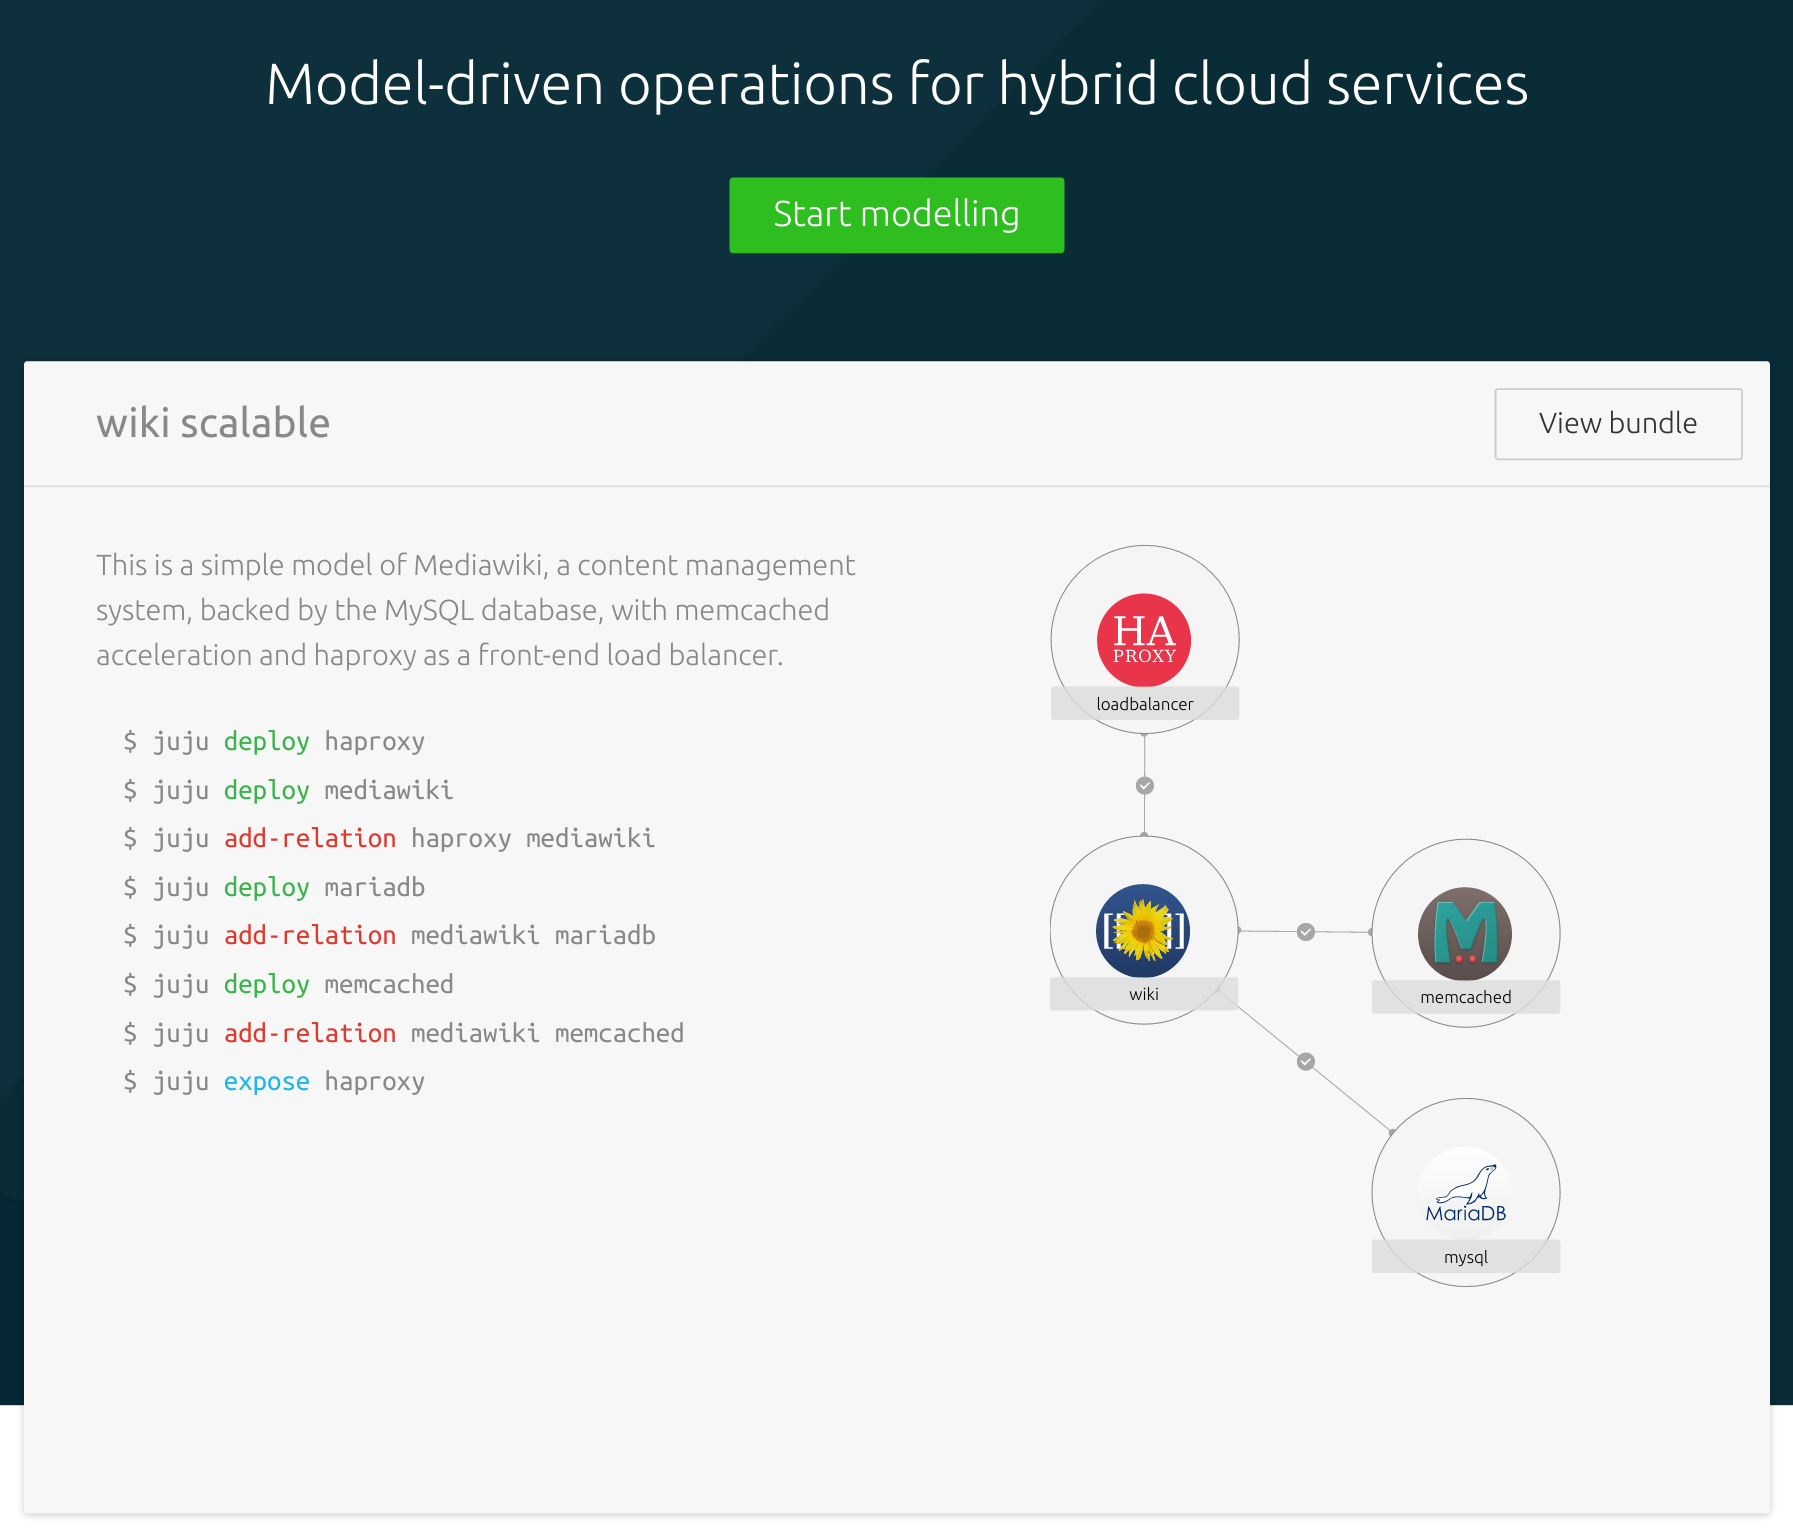 Model-driven operations for hybrid cloud services
Start modelling
wiki scalable
View bundle
This is a simple model of Mediawiki, a content management
system, backed by the MySQL database, with memcached
acceleration and haproxy as a front-end load balancer.
$ juju deploy haproxy
$ juju deploy mediawiki
$ juju add-relation haproxy mediawiki
$ juju deploy mariadb
$ juju add-relation mediawiki mariadb
$ juju deploy memcached
$ juju add-relation mediawiki memcached
$ juju expose haproxy
HA
PROXY
loadbalancer
wiki
M
memcached
MariaDB
mysql